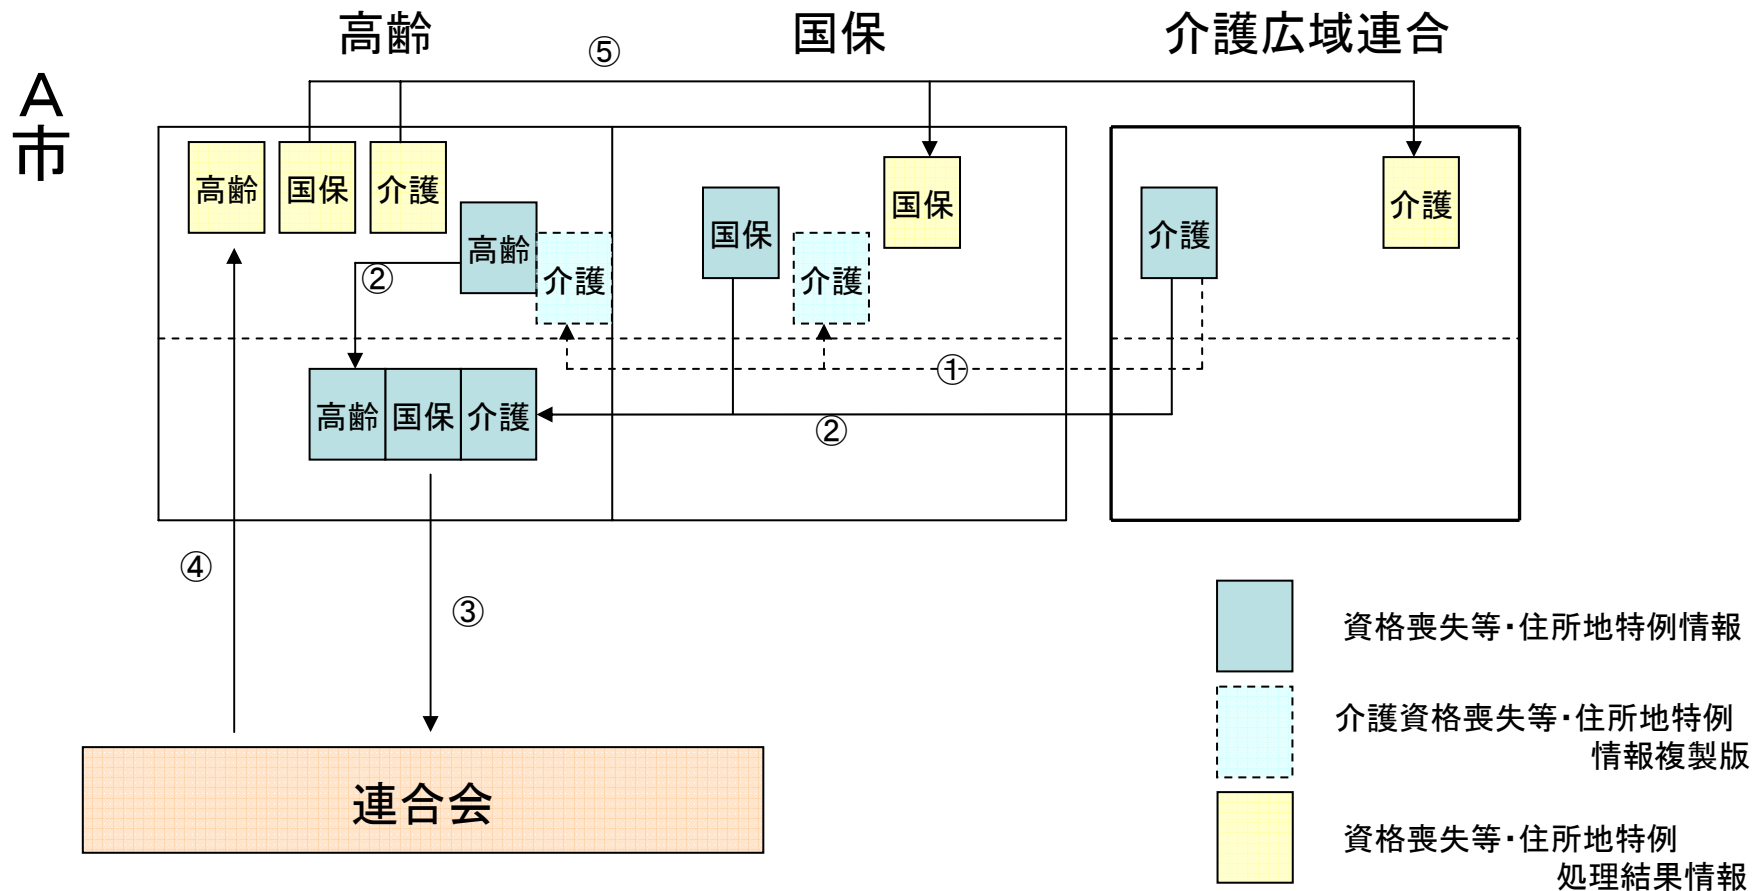 高齢
国保
介護広域連合
⑤
A
市
高齢
国保
介護
高齢
介護
国保
介護
国保
介護
介護
②
①
高齢
国保
介護
②
④
③
連合会
資格喪失等・住所地特例情報
介護資格喪失等・住所地特例
情報複製版
資格喪失等・住所地特例
処理結果情報